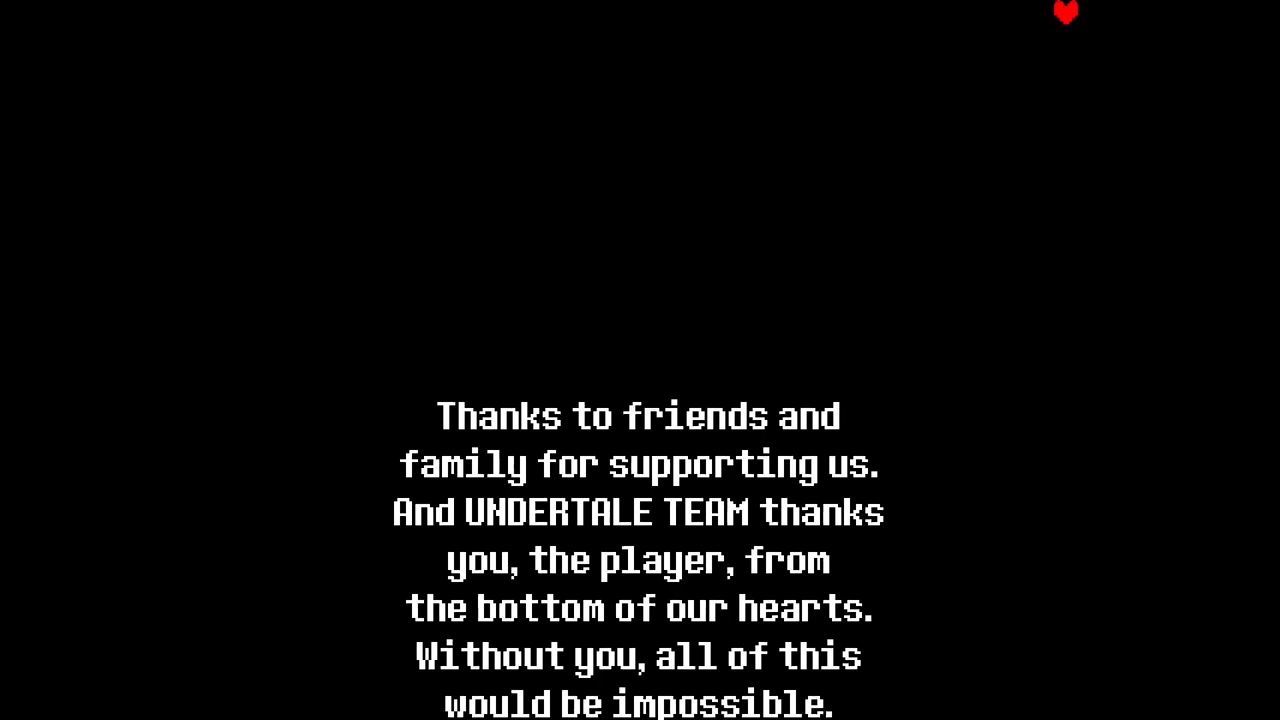 Thanks to friends and
family for supporting us.
And UNDERTALE TEAM thanks
you, the player, from
the bottom of our hearts.
Without you, all of this
would be impossible.